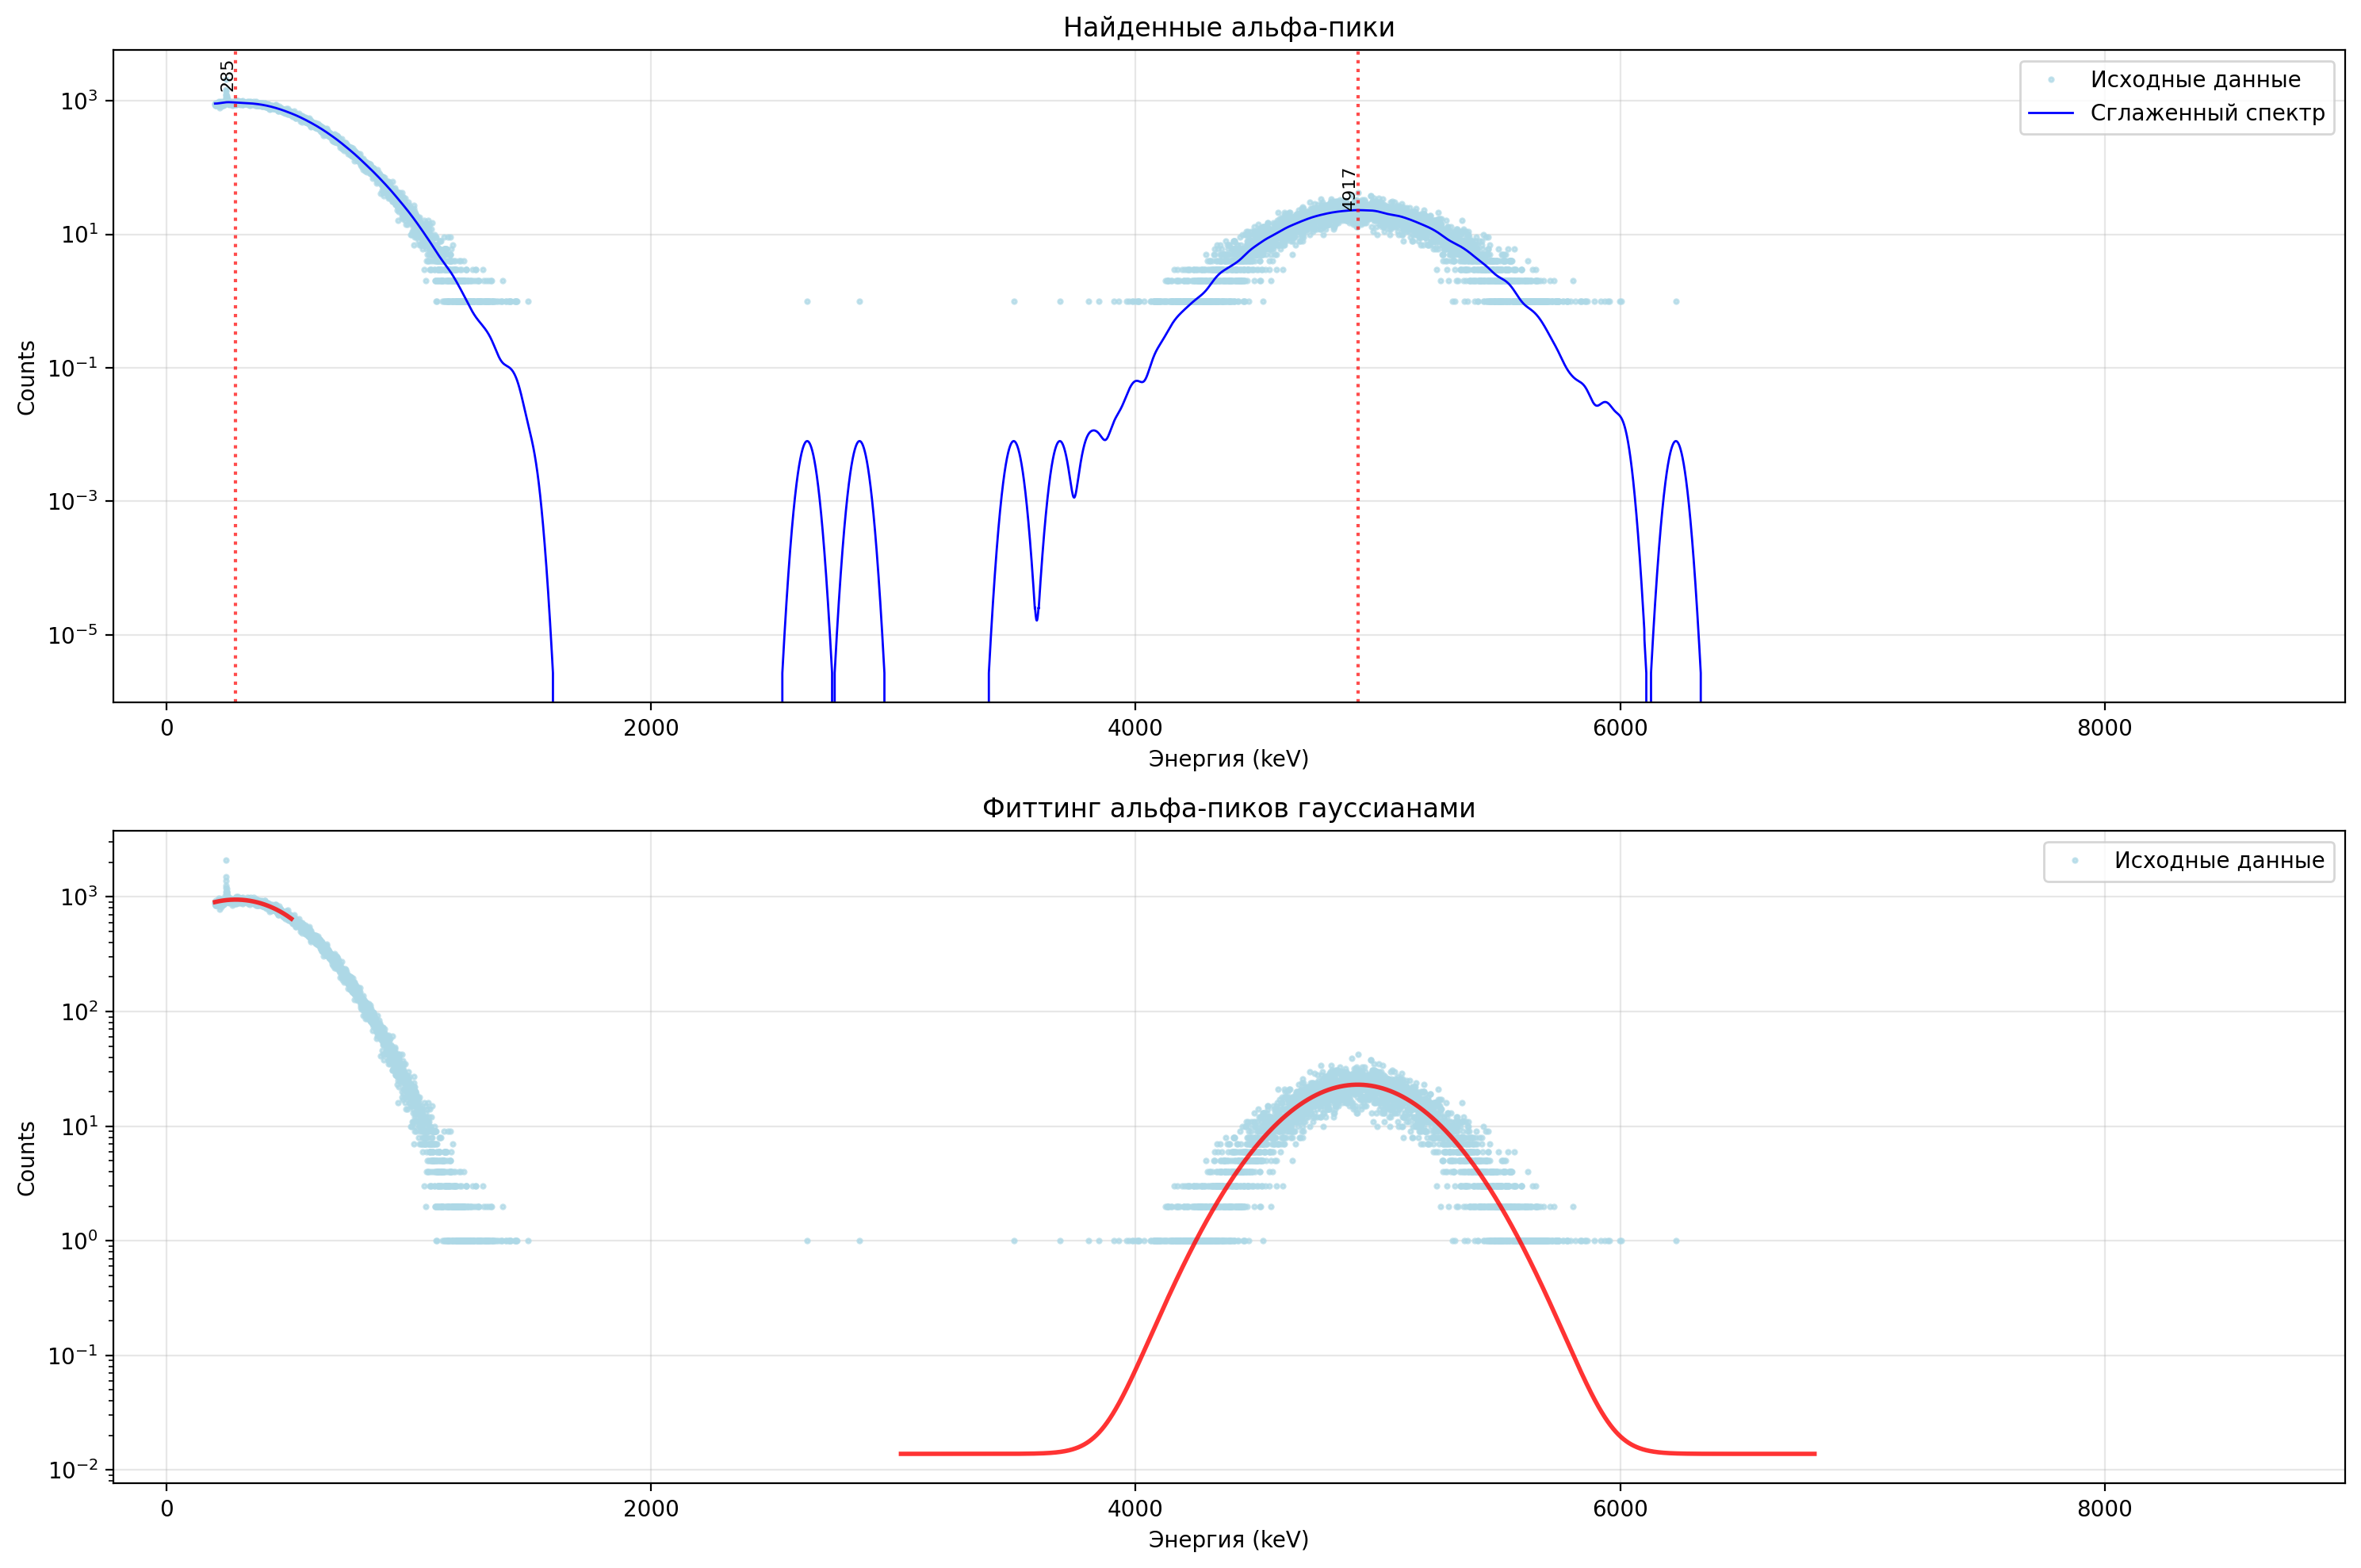 Найденные альфа-пики
285
4917
Исходные данные
Сглаженный спектр
10³
10¹
10⁻¹
10⁻³
10⁻⁵
Counts
0 2000 4000 6000 8000
Энергия (keV)
Фиттинг альфа-пиков гауссианами
Исходные данные
10³
10²
10¹
10⁰
10⁻¹
10⁻²
Counts
0 2000 4000 6000 8000
Энергия (keV)